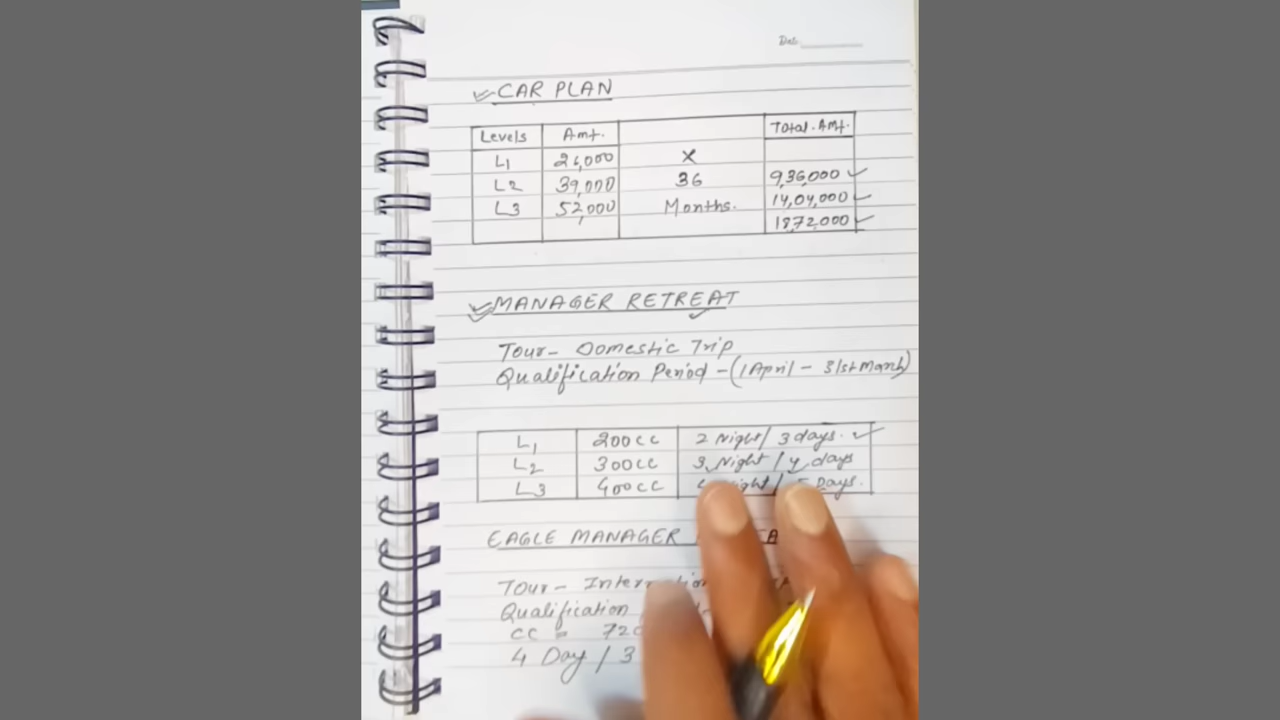 Date
CAR PLAN
Levels Amt. Total. Amt.
L1 26,000 x
L2 39,000 36 9,36,000
L3 52,000 Months. 14,04,000
18,72,000
MANAGER RETREAT
Tour- Domestic Trip
Qualification Period - (1 April - 31st March)
L1 200cc 2 Night / 3 days.
L2 300cc 3 Night / 4 days
L3 400cc Days.
EAGLE MANAGER
Tour-
Qualification
CC =
4 Day / 3